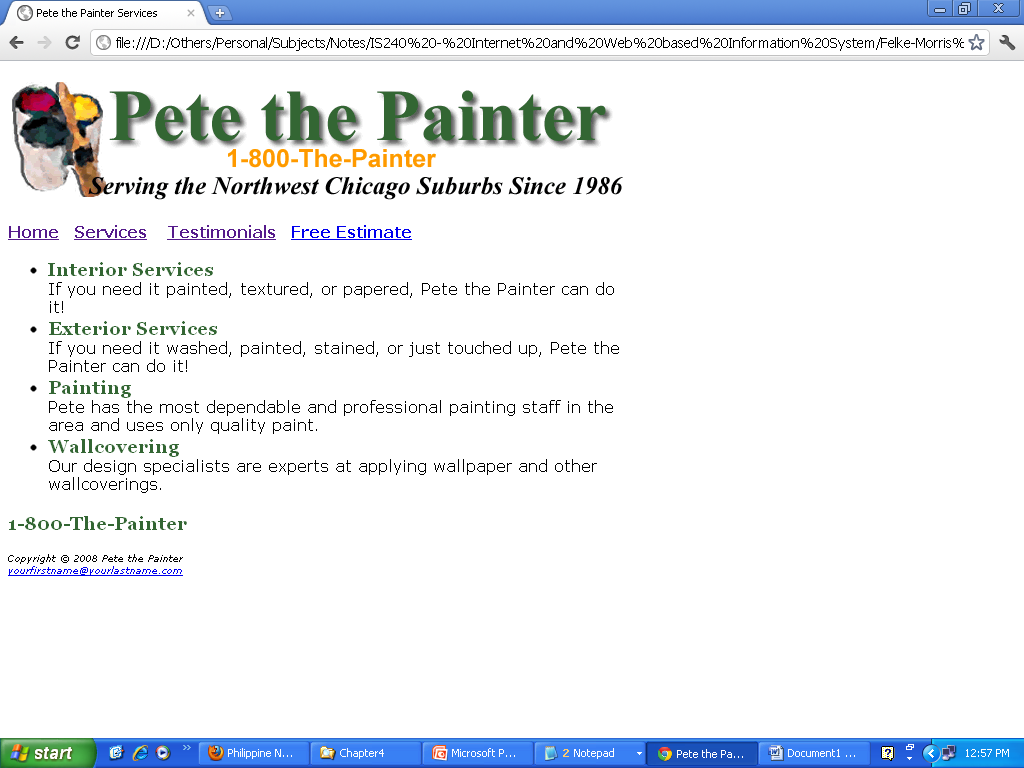 Pete the Painter Services
file:///D:/Others/Personal/Subjects/Notes/IS240%20-%20Internet%20and%20Web%20based%20Information%20System/Felke-Morris%
Pete the Painter
1-800-The-Painter
Serving the Northwest Chicago Suburbs Since 1986
Home Services Testimonials Free Estimate
• Interior Services
If you need it painted, textured, or papered, Pete the Painter can do
it!
• Exterior Services
If you need it washed, painted, stained, or just touched up, Pete the
Painter can do it!
• Painting
Pete has the most dependable and professional painting staff in the
area and uses only quality paint.
• Wallcovering
Our design specialists are experts at applying wallpaper and other
wallcoverings.
1-800-The-Painter
Copyright © 2008 Pete the Painter
yourfirstname@yourlastname.com
start Philippine N... Chapter4 Microsoft P... 2 Notepad Pete the Pa... Document1 ... 12:57 PM